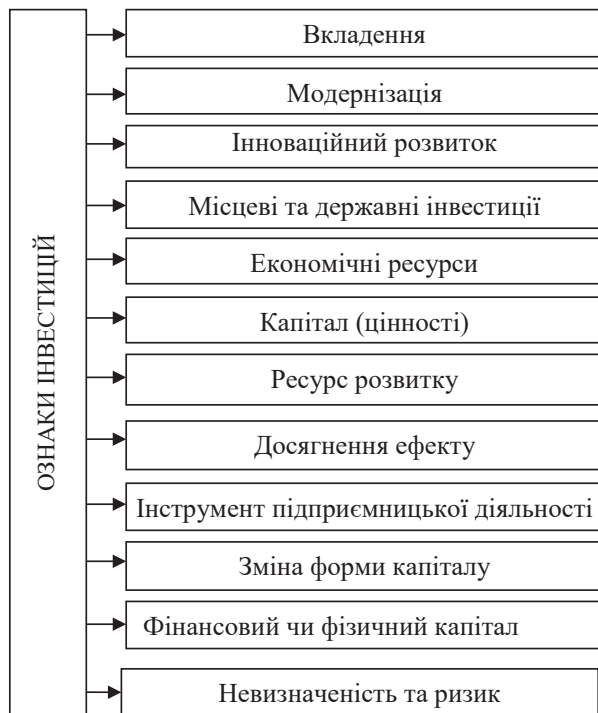 ОЗНАКИ ІНВЕСТИЦІЙ
Вкладення
Модернізація
Інноваційний розвиток
Місцеві та державні інвестиції
Економічні ресурси
Капітал (цінності)
Ресурс розвитку
Досягнення ефекту
Інструмент підприємницької діяльності
Зміна форми капіталу
Фінансовий чи фізичний капітал
Невизначеність та ризик